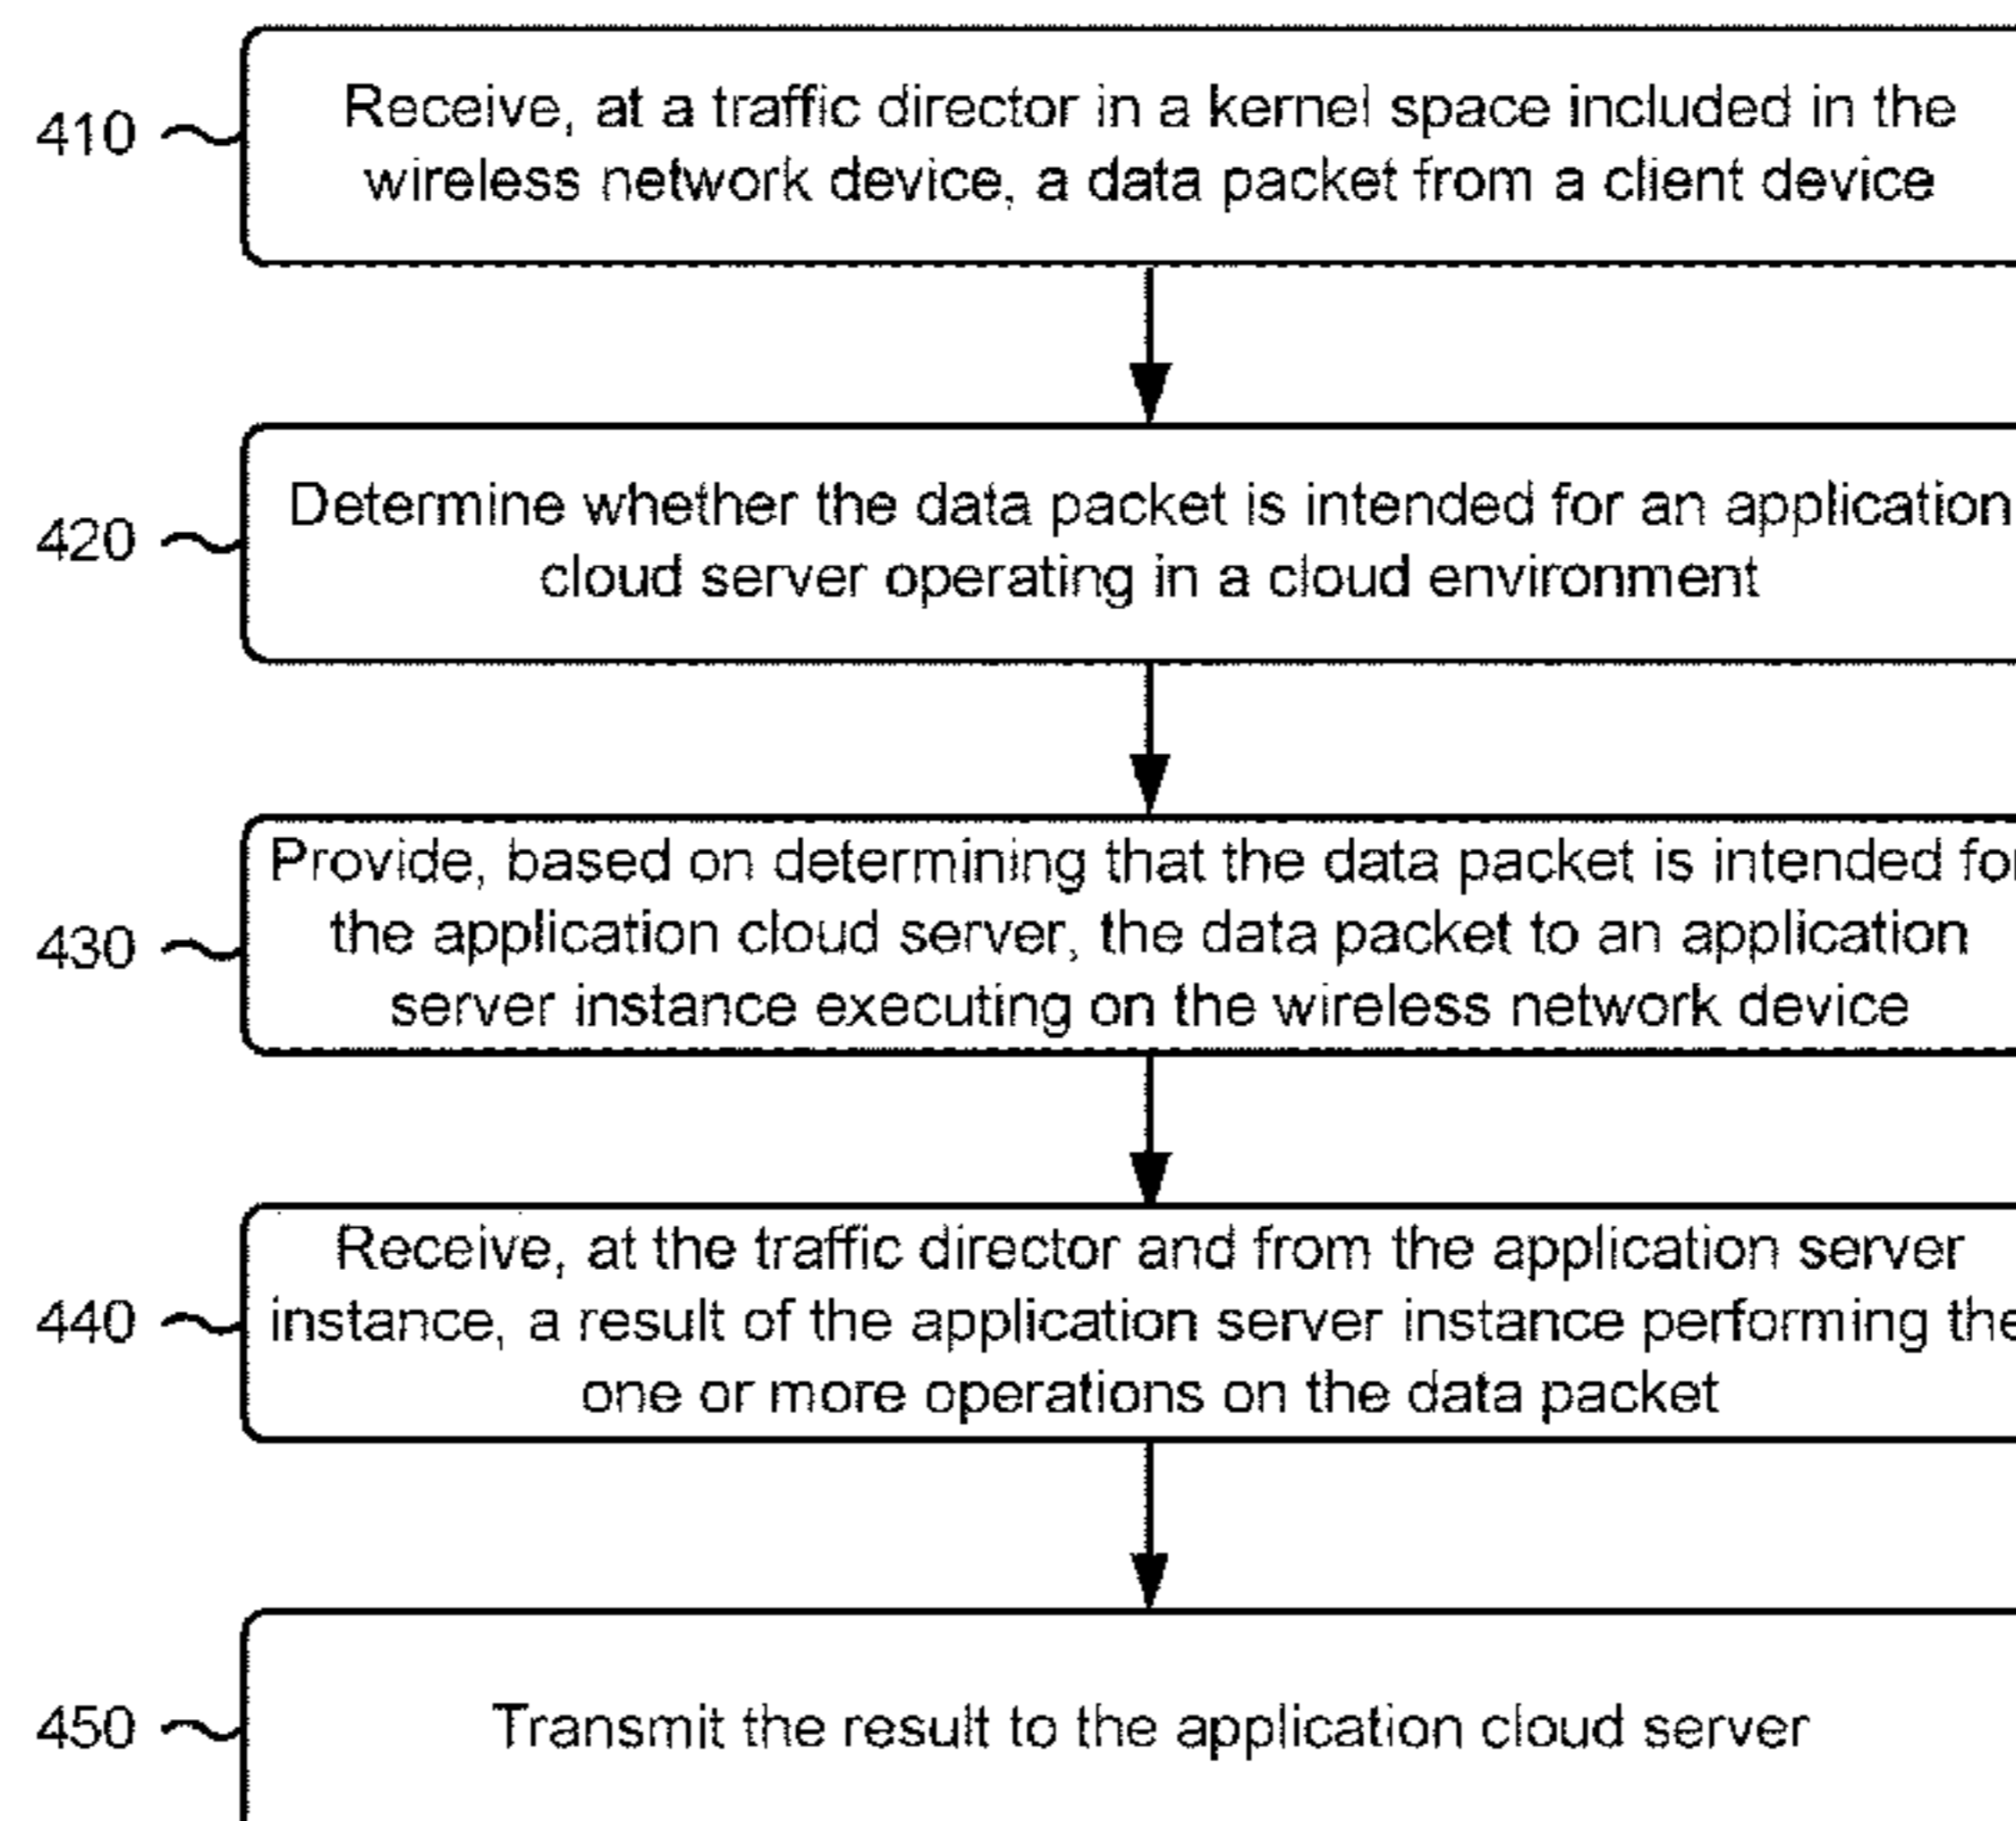 410
Receive, at a traffic director in a kernel space included in the
wireless network device, a data packet from a client device
420
Determine whether the data packet is intended for an application
cloud server operating in a cloud environment
430
Provide, based on determining that the data packet is intended for
the application cloud server, the data packet to an application
server instance executing on the wireless network device
440
Receive, at the traffic director and from the application server
instance, a result of the application server instance performing the
one or more operations on the data packet
450
Transmit the result to the application cloud server